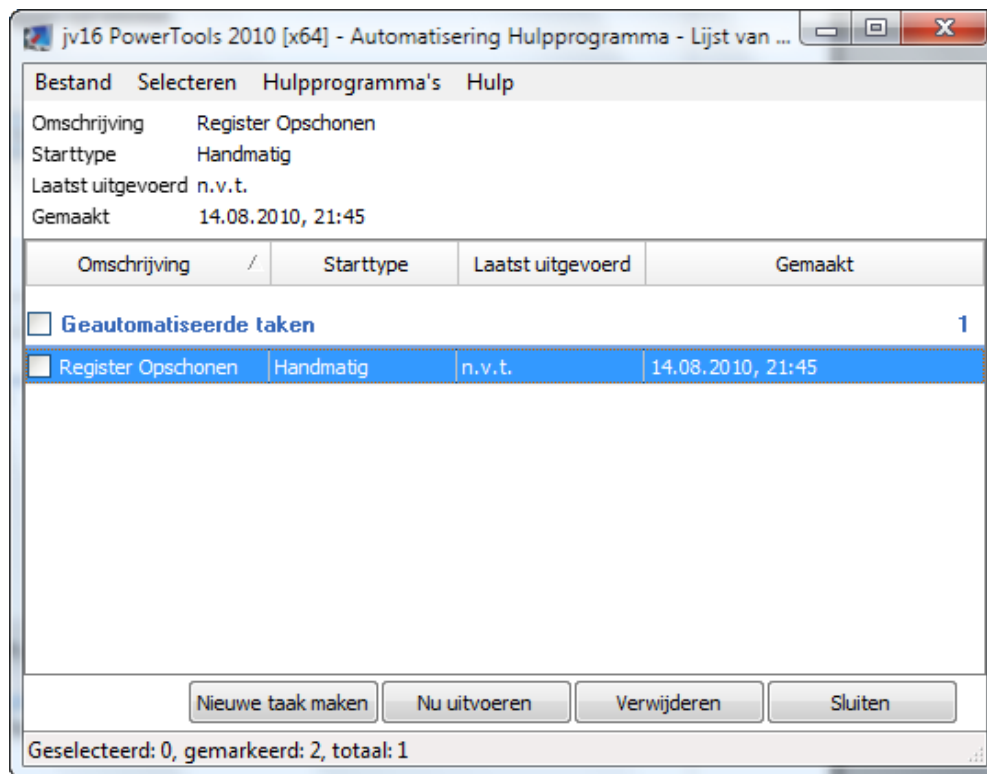 jv16 PowerTools 2010 [x64] - Automatisering Hulpprogramma - Lijst van ...
Bestand Selecteren Hulpprogramma's Hulp
Omschrijving Register Opschonen
Starttype Handmatig
Laatst uitgevoerd n.v.t.
Gemaakt 14.08.2010, 21:45
Omschrijving Starttype Laatst uitgevoerd Gemaakt
Geautomatiseerde taken 1
Register Opschonen Handmatig n.v.t. 14.08.2010, 21:45
Nieuwe taak maken Nu uitvoeren Verwijderen Sluiten
Geselecteerd: 0, gemarkeerd: 2, totaal: 1